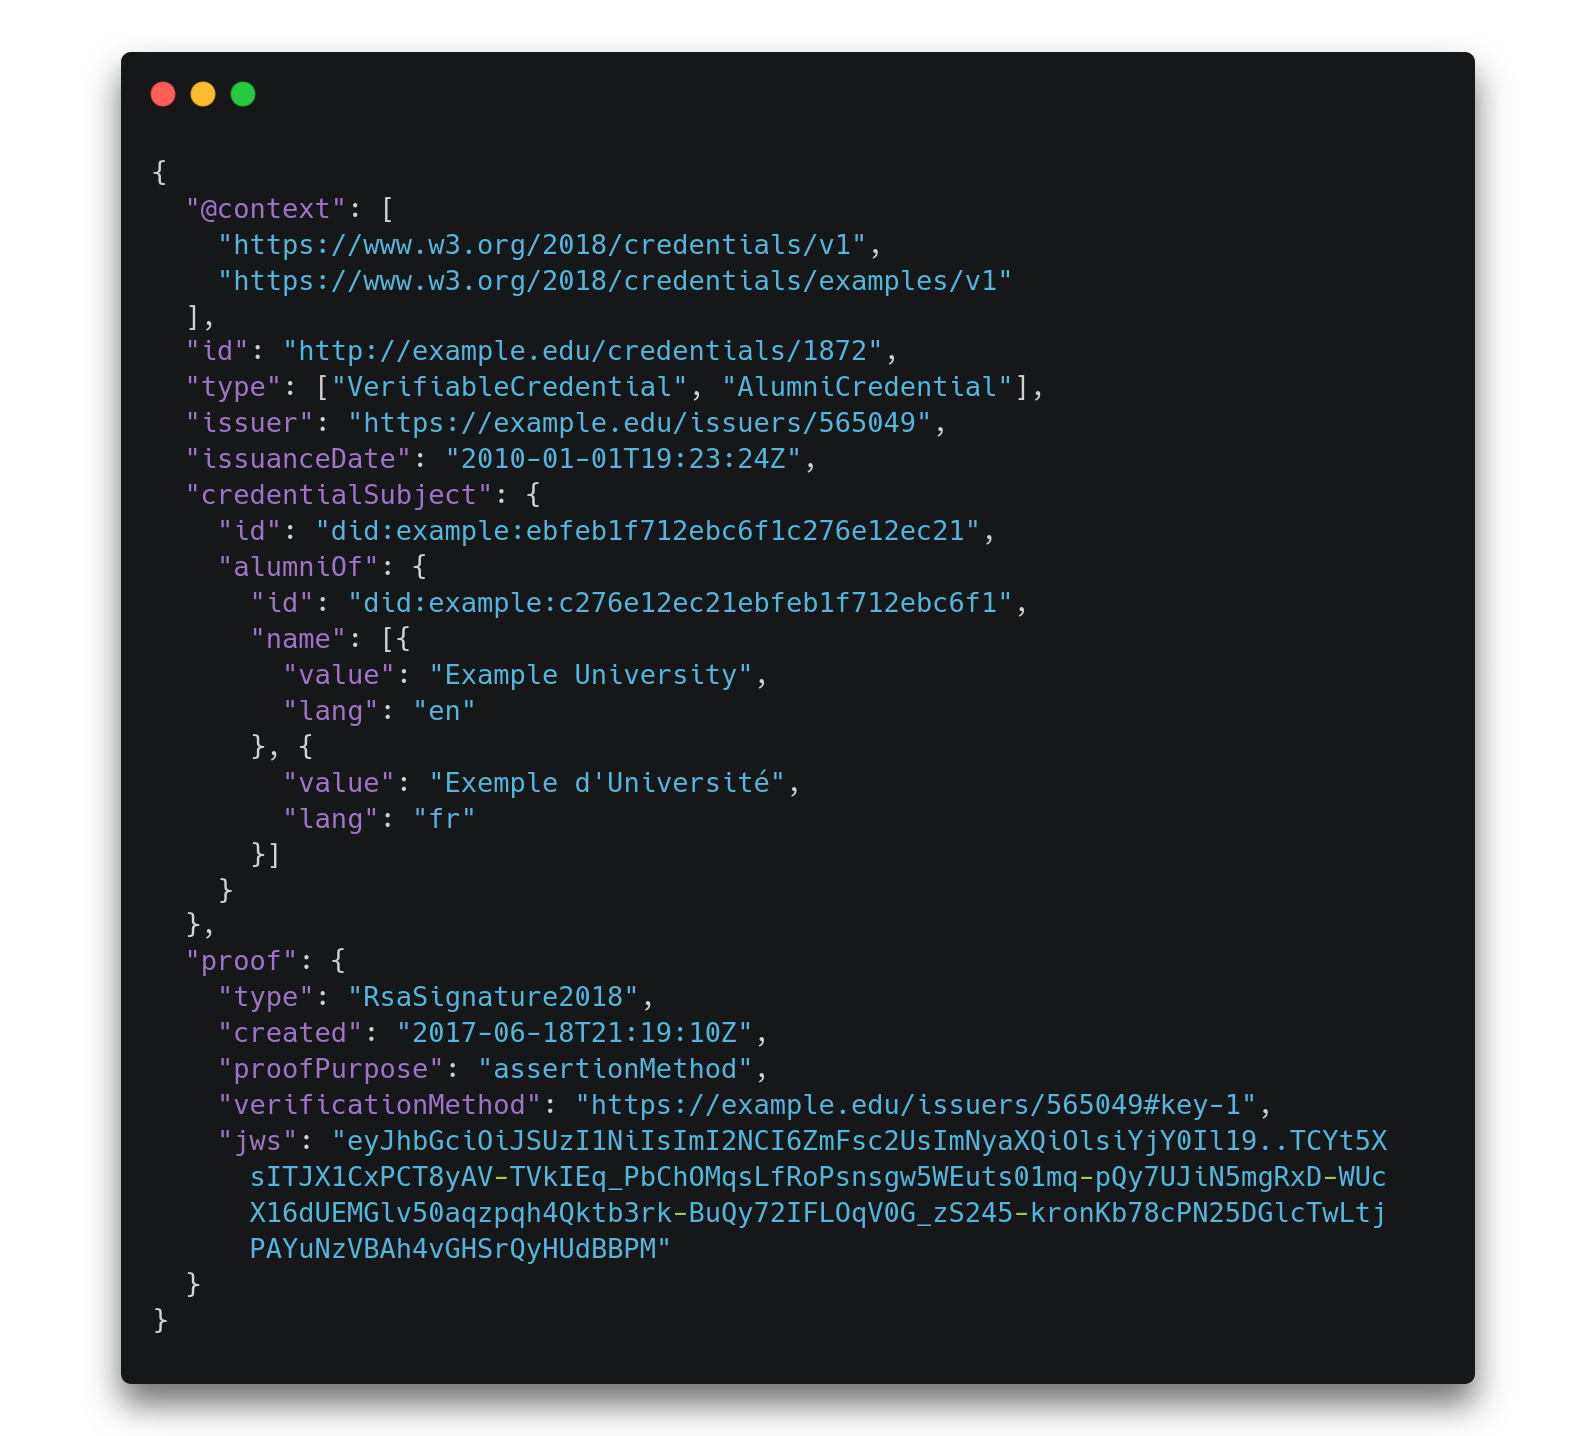 {
  "@context": [
    "https://www.w3.org/2018/credentials/v1",
    "https://www.w3.org/2018/credentials/examples/v1"
  ],
  "id": "http://example.edu/credentials/1872",
  "type": ["VerifiableCredential", "AlumniCredential"],
  "issuer": "https://example.edu/issuers/565049",
  "issuanceDate": "2010-01-01T19:23:24Z",
  "credentialSubject": {
    "id": "did:example:ebfeb1f712ebc6f1c276e12ec21",
    "alumniOf": {
      "id": "did:example:c276e12ec21ebfeb1f712ebc6f1",
      "name": [{
        "value": "Example University",
        "lang": "en"
      }, {
        "value": "Exemple d'Université",
        "lang": "fr"
      }]
    }
  },
  "proof": {
    "type": "RsaSignature2018",
    "created": "2017-06-18T21:19:10Z",
    "proofPurpose": "assertionMethod",
    "verificationMethod": "https://example.edu/issuers/565049#key-1",
    "jws": "eyJhbGciOiJSUzI1NiIsImI2NCI6ZmFsc2UsImNyaXQiOlsiYjY0Il19..TCYt5X
      sITJX1CxPCT8yAV-TVkIEq_PbChOMqsLfRoPsnsgw5WEuts01mq-pQy7UJiN5mgRxD-WUc
      X16dUEMGlv50aqzpqh4Qktb3rk-BuQy72IFLOqV0G_zS245-kronKb78cPN25DGlcTwLtj
      PAYuNzVBAh4vGHSrQyHUdBBPM"
  }
}